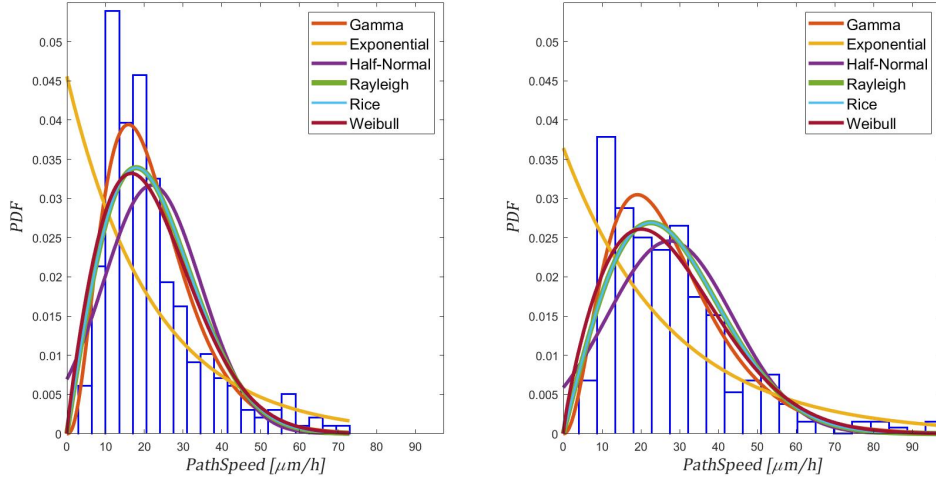 0.05
0.045
0.04
0.035
0.03
0.025
0.02
0.015
0.01
0.005
0
PDF
0 10 20 30 40 50 60 70 80 90
PathSpeed [μm/h]
Gamma
Exponential
Half-Normal
Rayleigh
Rice
Weibull
0.05
0.045
0.04
0.035
0.03
0.025
0.02
0.015
0.01
0.005
0
PDF
0 10 20 30 40 50 60 70 80 90
PathSpeed [μm/h]
Gamma
Exponential
Half-Normal
Rayleigh
Rice
Weibull